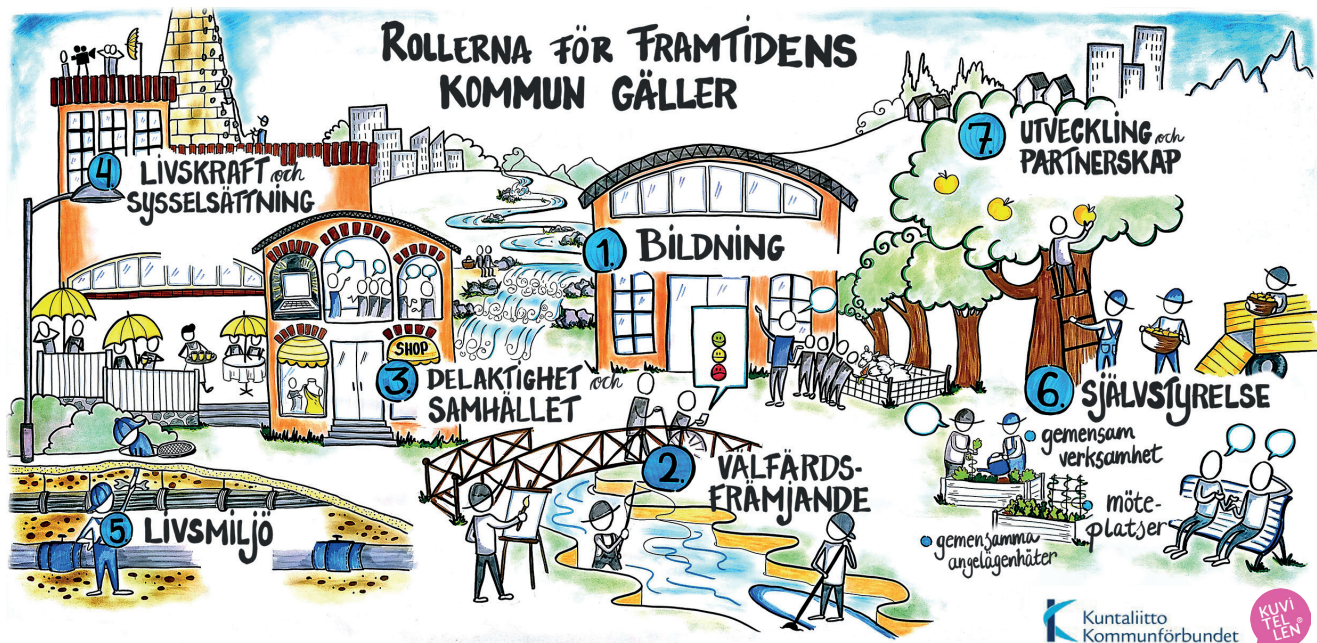 ROLLERNA FÖR FRAMTIDENS
KOMMUN GÄLLER
4. LIVSKRAFT och
SYSSELSÄTTNING
7. UTVECKLING och
PARTNERSKAP
1. BILDNING
SHOP
3. DELAKTIGHET och
SAMHÄLLET
6. SJÄLVSTYRELSE
gemensam
verksamhet
möte-
platser
gemensamma
angelägenhäter
2. VÄLFÄRDS-
FRÄMJANDE
5 LIVSMILJÖ
Kuntaliitto
Kommunförbundet
KUVI
TEL
LEN®